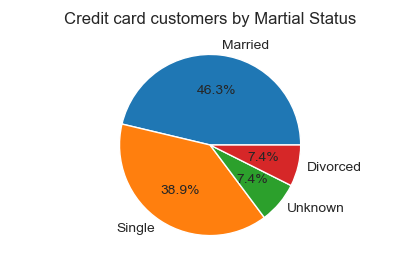 Credit card customers by Martial Status
Married
46.3%
7.4%
Divorced
7.4%
38.9%
Unknown
Single